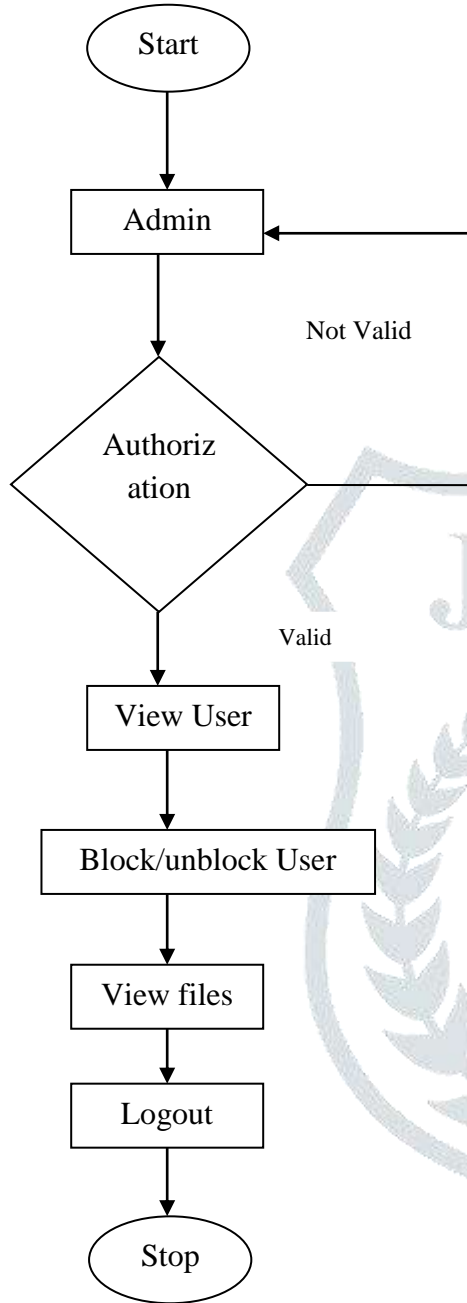 Start
Admin
Not Valid
Authoriz
ation
J
Valid
View User
Block/unblock User
View files
Logout
Stop